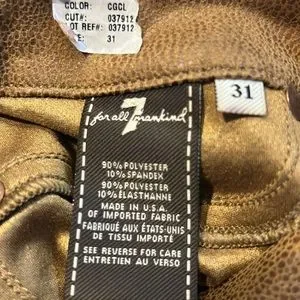 COLOR: CGCL
CUT#: 037912
LOT REF#: 037912
E: 31
31
7
for all mankind
90% POLYESTER
10% SPANDEX
90% POLYESTER
10% ÉLASTHANNE
MADE IN U.S.A.
OF IMPORTED FABRIC
FABRIQUÉ AUX ÉTATS-UNIS
DE TISSU IMPORTÉ
SEE REVERSE FOR CARE
ENTRETIEN AU VERSO